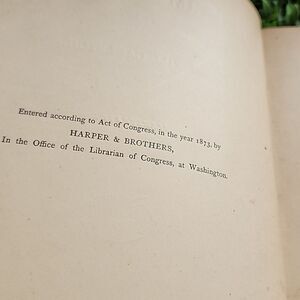 Entered according to Act of Congress, in the year 1873, by
HARPER & BROTHERS,
In the Office of the Librarian of Congress, at Washington.